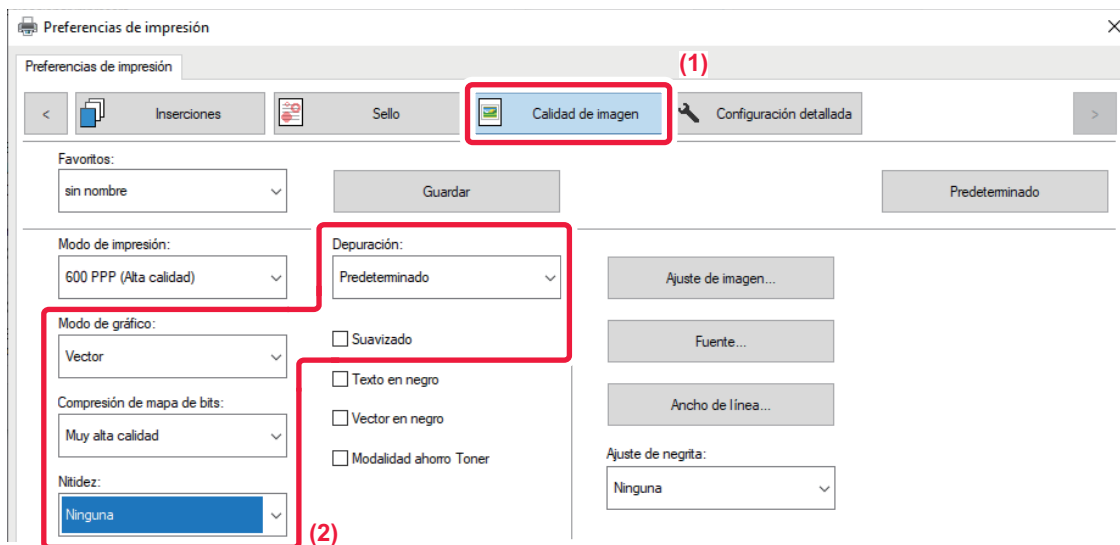 Preferencias de impresión
Preferencias de impresión
(1)
<
Inserciones
Sello
Calidad de imagen
Configuración detallada
>
Favoritos:
sin nombre
Guardar
Predeterminado
Modo de impresión:
600 PPP (Alta calidad)
Modo de gráfico:
Vector
Compresión de mapa de bits:
Muy alta calidad
Nitidez:
Ninguna
(2)
Depuración:
Predeterminado
Suavizado
Texto en negro
Vector en negro
Modalidad ahorro Toner
Ajuste de imagen...
Fuente...
Ancho de línea...
Ajuste de negrita:
Ninguna